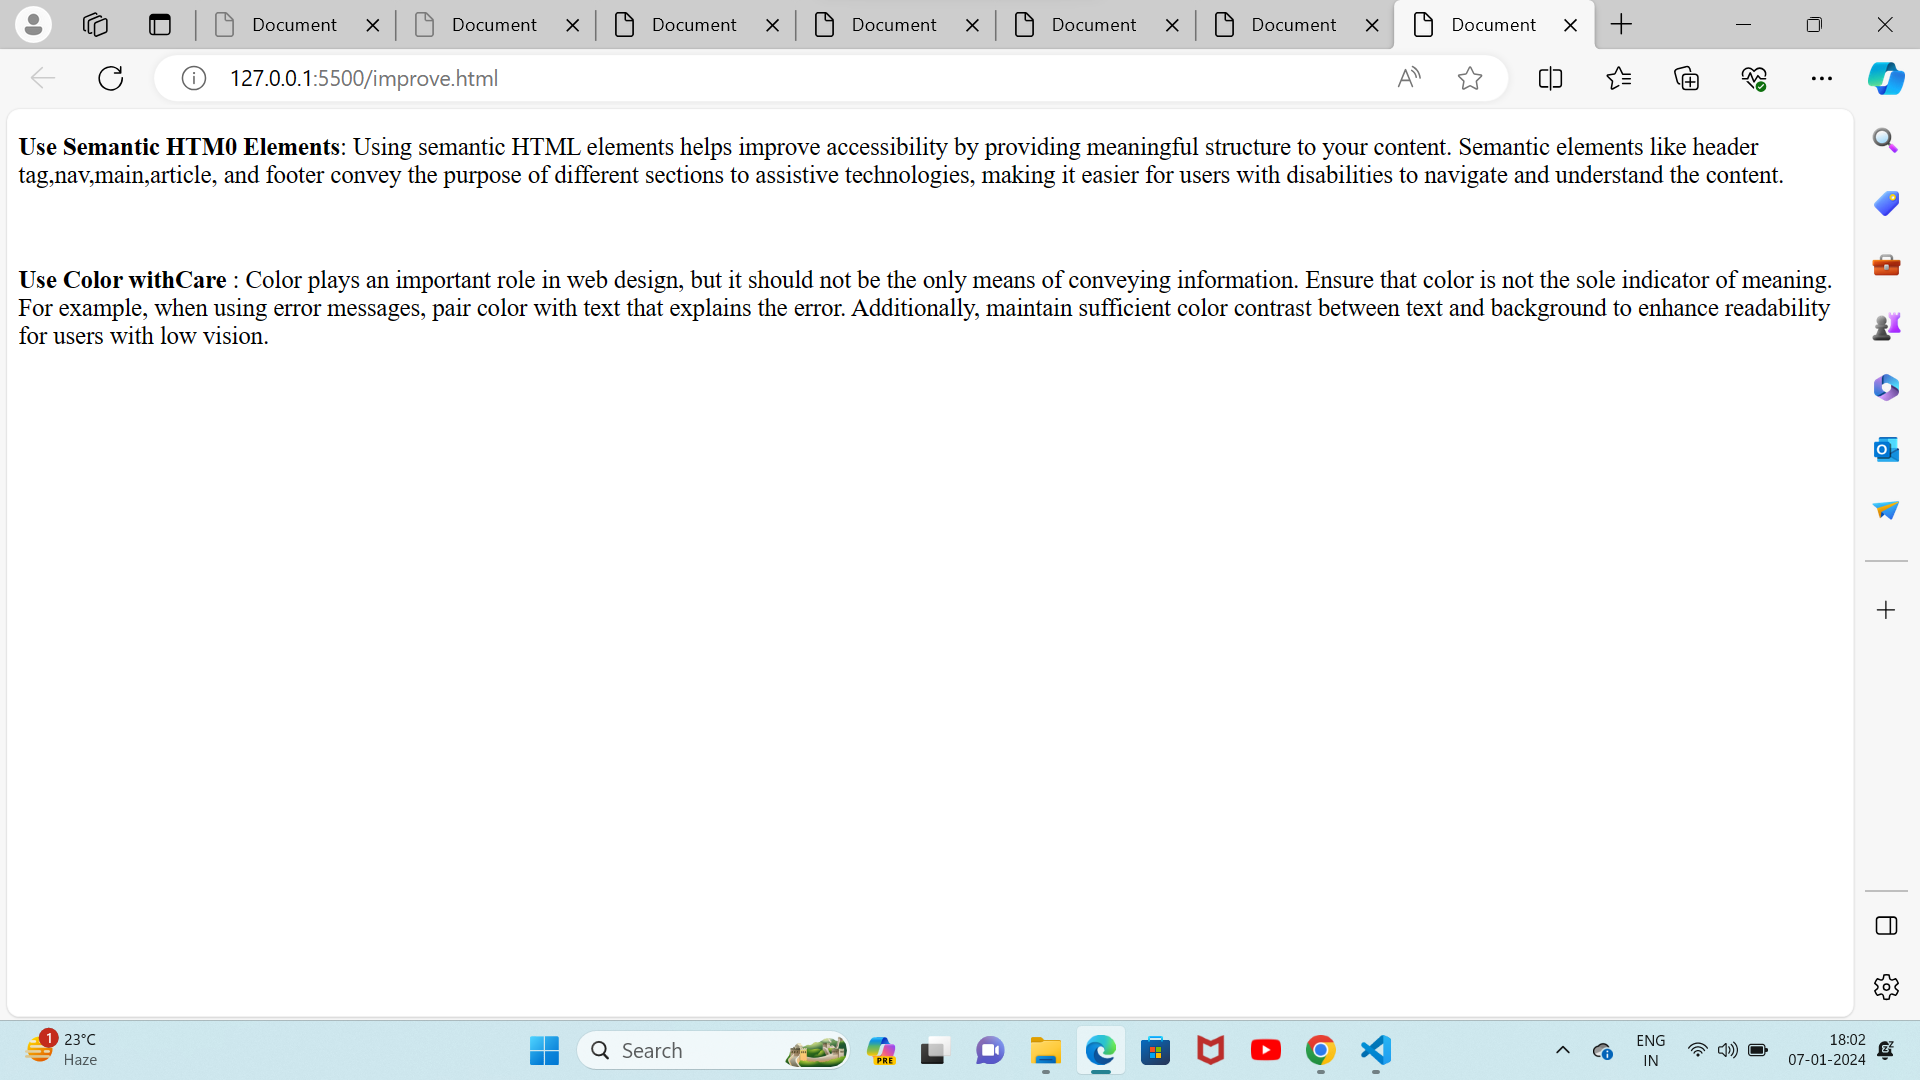 Document Document Document Document Document Document Document
127.0.0.1:5500/improve.html
Use Semantic HTM0 Elements: Using semantic HTML elements helps improve accessibility by providing meaningful structure to your content. Semantic elements like header
tag,nav,main,article, and footer convey the purpose of different sections to assistive technologies, making it easier for users with disabilities to navigate and understand the content.
Use Color withCare : Color plays an important role in web design, but it should not be the only means of conveying information. Ensure that color is not the sole indicator of meaning.
For example, when using error messages, pair color with text that explains the error. Additionally, maintain sufficient color contrast between text and background to enhance readability
for users with low vision.
1 23°C
Haze
Search
PRE
ENG
IN
18:02
07-01-2024